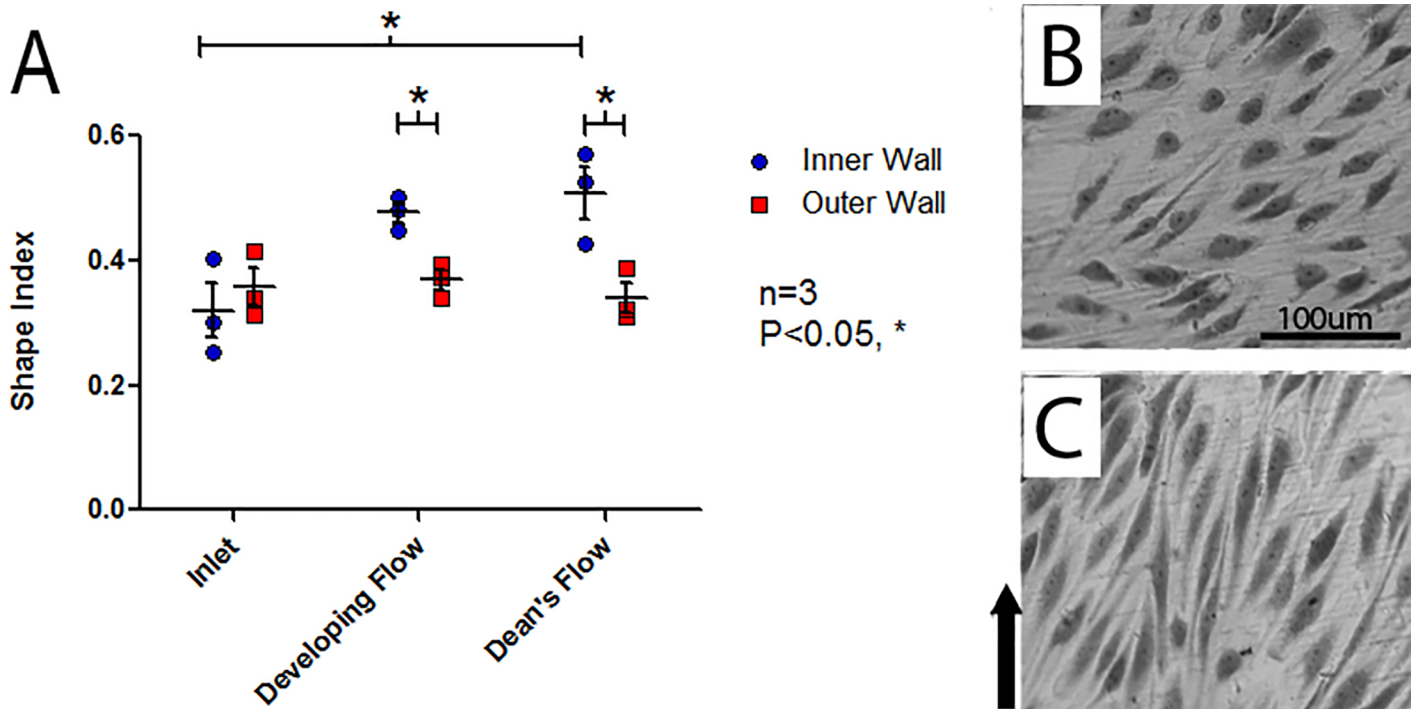 A
*
*
*
0.6
0.4
0.2
0.0
Shape Index
Inlet
Developing Flow
Dean's Flow
Inner Wall
Outer Wall
n=3
P<0.05, *
B
100um
C